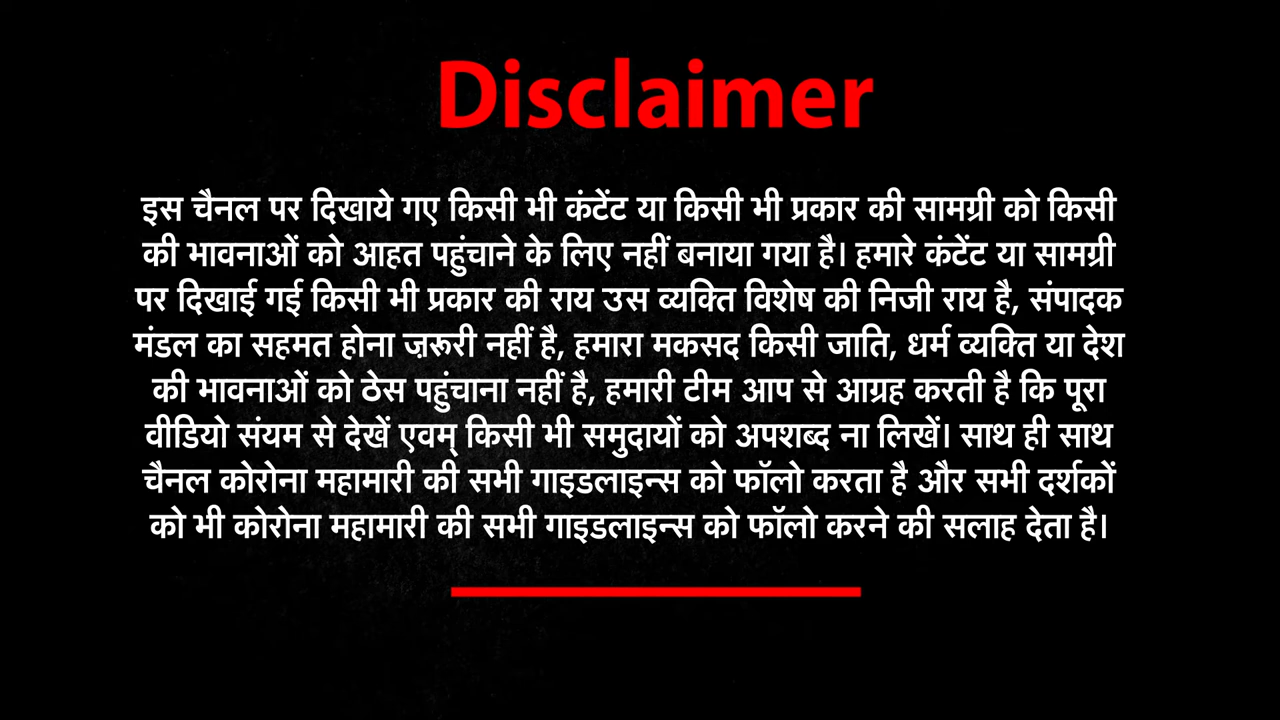 Disclaimer
इस चैनल पर दिखाये गए किसी भी कंटेंट या किसी भी प्रकार की सामग्री को किसी
की भावनाओं को आहत पहुंचाने के लिए नहीं बनाया गया है। हमारे कंटेंट या सामग्री
पर दिखाई गई किसी भी प्रकार की राय उस व्यक्ति विशेष की निजी राय है, संपादक
मंडल का सहमत होना ज़रूरी नहीं है, हमारा मकसद किसी जाति, धर्म व्यक्ति या देश
की भावनाओं को ठेस पहुंचाना नहीं है, हमारी टीम आप से आग्रह करती है कि पूरा
वीडियो संयम से देखें एवम् किसी भी समुदायों को अपशब्द ना लिखें। साथ ही साथ
चैनल कोरोना महामारी की सभी गाइडलाइन्स को फॉलो करता है और सभी दर्शकों
को भी कोरोना महामारी की सभी गाइडलाइन्स को फॉलो करने की सलाह देता है।